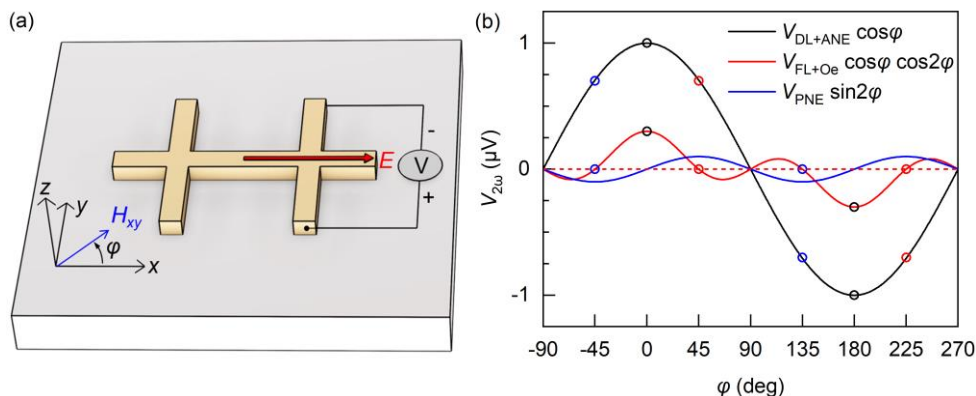 (a)
-
E
V
+
z
y
H_xy
φ
x
(b)
V_DL+ANE cosφ
V_FL+Oe cosφ cos2φ
V_PNE sin2φ
V_2ω (µV)
1
0
-1
-90 -45 0 45 90 135 180 225 270
φ (deg)